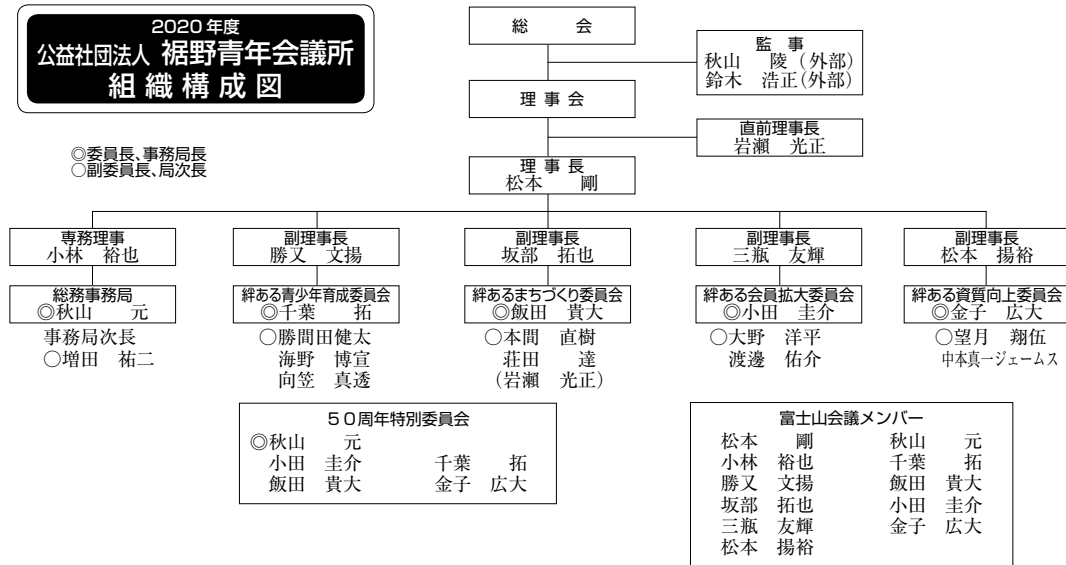 2020年度
公益社団法人 裾野青年会議所
組織構成図
◎委員長、事務局長
○副委員長、局次長
総　会
監　事
秋山　陵（外部）
鈴木　浩正(外部)
理 事 会
直前理事長
岩瀬　光正
理 事 長
松本　剛
専務理事
小林　裕也
副理事長
勝又　文揚
副理事長
坂部　拓也
副理事長
三瓶　友輝
副理事長
松本　揚裕
総務事務局
◎秋山　元
事務局次長
○増田　祐二
絆ある青少年育成委員会
◎千葉　拓
○勝間田健太
海野　博宣
向笠　真透
絆あるまちづくり委員会
◎飯田　貴大
○本間　直樹
荘田　達
(岩瀬　光正)
絆ある会員拡大委員会
◎小田　圭介
○大野　洋平
渡邊　佑介
絆ある資質向上委員会
◎金子　広大
○望月　翔伍
中本真一ジェームス
５０周年特別委員会
◎秋山　元
小田　圭介　千葉　拓
飯田　貴大　金子　広大
富士山会議メンバー
松本　剛　秋山　元
小林　裕也　千葉　拓
勝又　文揚　飯田　貴大
坂部　拓也　小田　圭介
三瓶　友輝　金子　広大
松本　揚裕